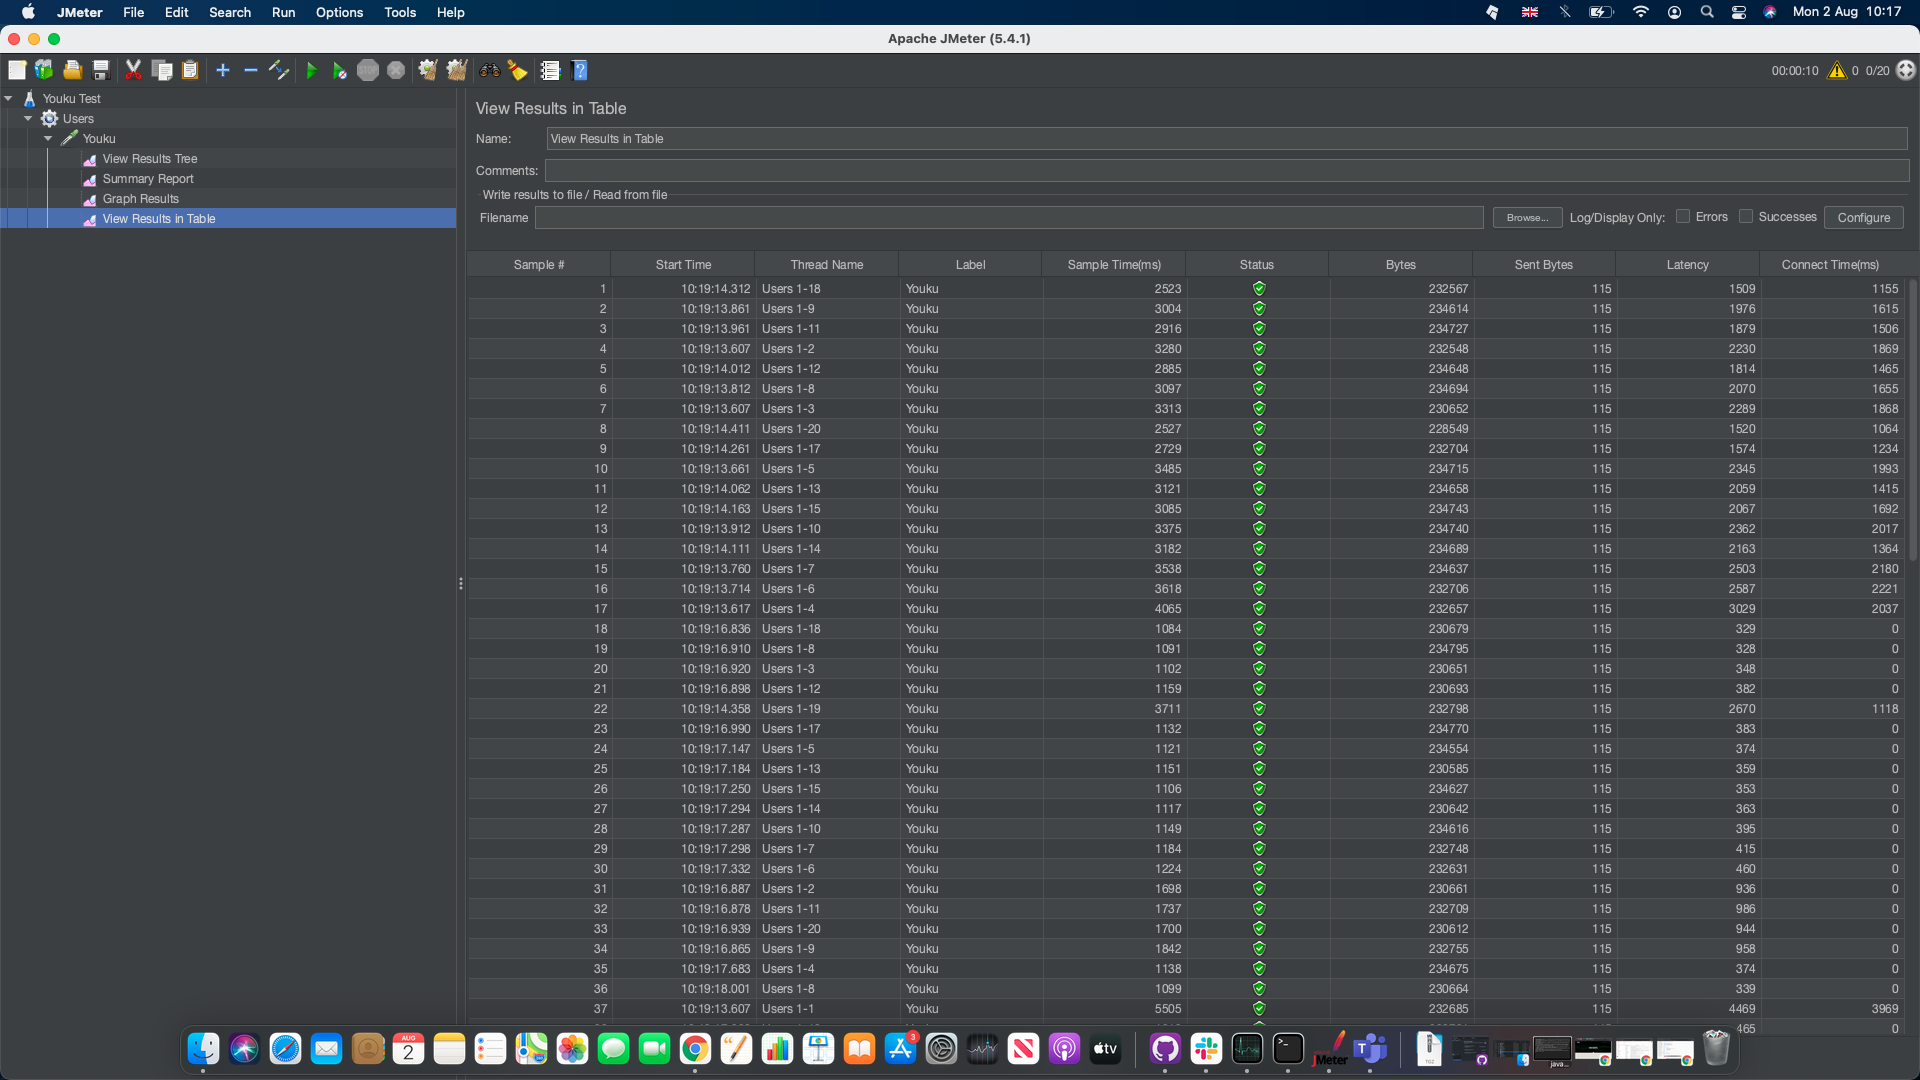 JMeter File Edit Search Run Options Tools Help Mon 2 Aug 10:17
Apache JMeter (5.4.1)
STOP 00:00:10 0 0/20
Youku Test
Users
Youku
View Results Tree
Summary Report
Graph Results
View Results in Table
View Results in Table
Name: View Results in Table
Comments:
Write results to file / Read from file
Filename Browse... Log/Display Only: Errors Successes Configure
Sample # Start Time Thread Name Label Sample Time(ms) Status Bytes Sent Bytes Latency Connect Time(ms)
1 10:19:14.312 Users 1-18 Youku 2523 232567 115 1509 1155
2 10:19:13.861 Users 1-9 Youku 3004 234614 115 1976 1615
3 10:19:13.961 Users 1-11 Youku 2916 234727 115 1879 1506
4 10:19:13.607 Users 1-2 Youku 3280 232548 115 2230 1869
5 10:19:14.012 Users 1-12 Youku 2885 234648 115 1814 1465
6 10:19:13.812 Users 1-8 Youku 3097 234694 115 2070 1655
7 10:19:13.607 Users 1-3 Youku 3313 230652 115 2289 1868
8 10:19:14.411 Users 1-20 Youku 2527 228549 115 1520 1064
9 10:19:14.261 Users 1-17 Youku 2729 232704 115 1574 1234
10 10:19:13.661 Users 1-5 Youku 3485 234715 115 2345 1993
11 10:19:14.062 Users 1-13 Youku 3121 234658 115 2059 1415
12 10:19:14.163 Users 1-15 Youku 3085 234743 115 2067 1692
13 10:19:13.912 Users 1-10 Youku 3375 234740 115 2362 2017
14 10:19:14.111 Users 1-14 Youku 3182 234689 115 2163 1364
15 10:19:13.760 Users 1-7 Youku 3538 234637 115 2503 2180
16 10:19:13.714 Users 1-6 Youku 3618 232706 115 2587 2221
17 10:19:13.617 Users 1-4 Youku 4065 232657 115 3029 2037
18 10:19:16.836 Users 1-18 Youku 1084 230679 115 329 0
19 10:19:16.910 Users 1-8 Youku 1091 234795 115 328 0
20 10:19:16.920 Users 1-3 Youku 1102 230651 115 348 0
21 10:19:16.898 Users 1-12 Youku 1159 230693 115 382 0
22 10:19:14.358 Users 1-19 Youku 3711 232798 115 2670 1118
23 10:19:16.990 Users 1-17 Youku 1132 234770 115 383 0
24 10:19:17.147 Users 1-5 Youku 1121 234554 115 374 0
25 10:19:17.184 Users 1-13 Youku 1151 230585 115 359 0
26 10:19:17.250 Users 1-15 Youku 1106 234627 115 353 0
27 10:19:17.294 Users 1-14 Youku 1117 230642 115 363 0
28 10:19:17.287 Users 1-10 Youku 1149 234616 115 395 0
29 10:19:17.298 Users 1-7 Youku 1184 232748 115 415 0
30 10:19:17.332 Users 1-6 Youku 1224 232631 115 460 0
31 10:19:16.887 Users 1-2 Youku 1698 230661 115 936 0
32 10:19:16.878 Users 1-11 Youku 1737 232709 115 986 0
33 10:19:16.939 Users 1-20 Youku 1700 230612 115 944 0
34 10:19:16.865 Users 1-9 Youku 1842 232755 115 958 0
35 10:19:17.683 Users 1-4 Youku 1138 234675 115 374 0
36 10:19:18.001 Users 1-8 Youku 1099 230664 115 339 0
37 10:19:13.607 Users 1-1 Youku 5505 232685 115 4469 3969
465 0
AUG
2
3
tv
JMeter
TGZ
java...